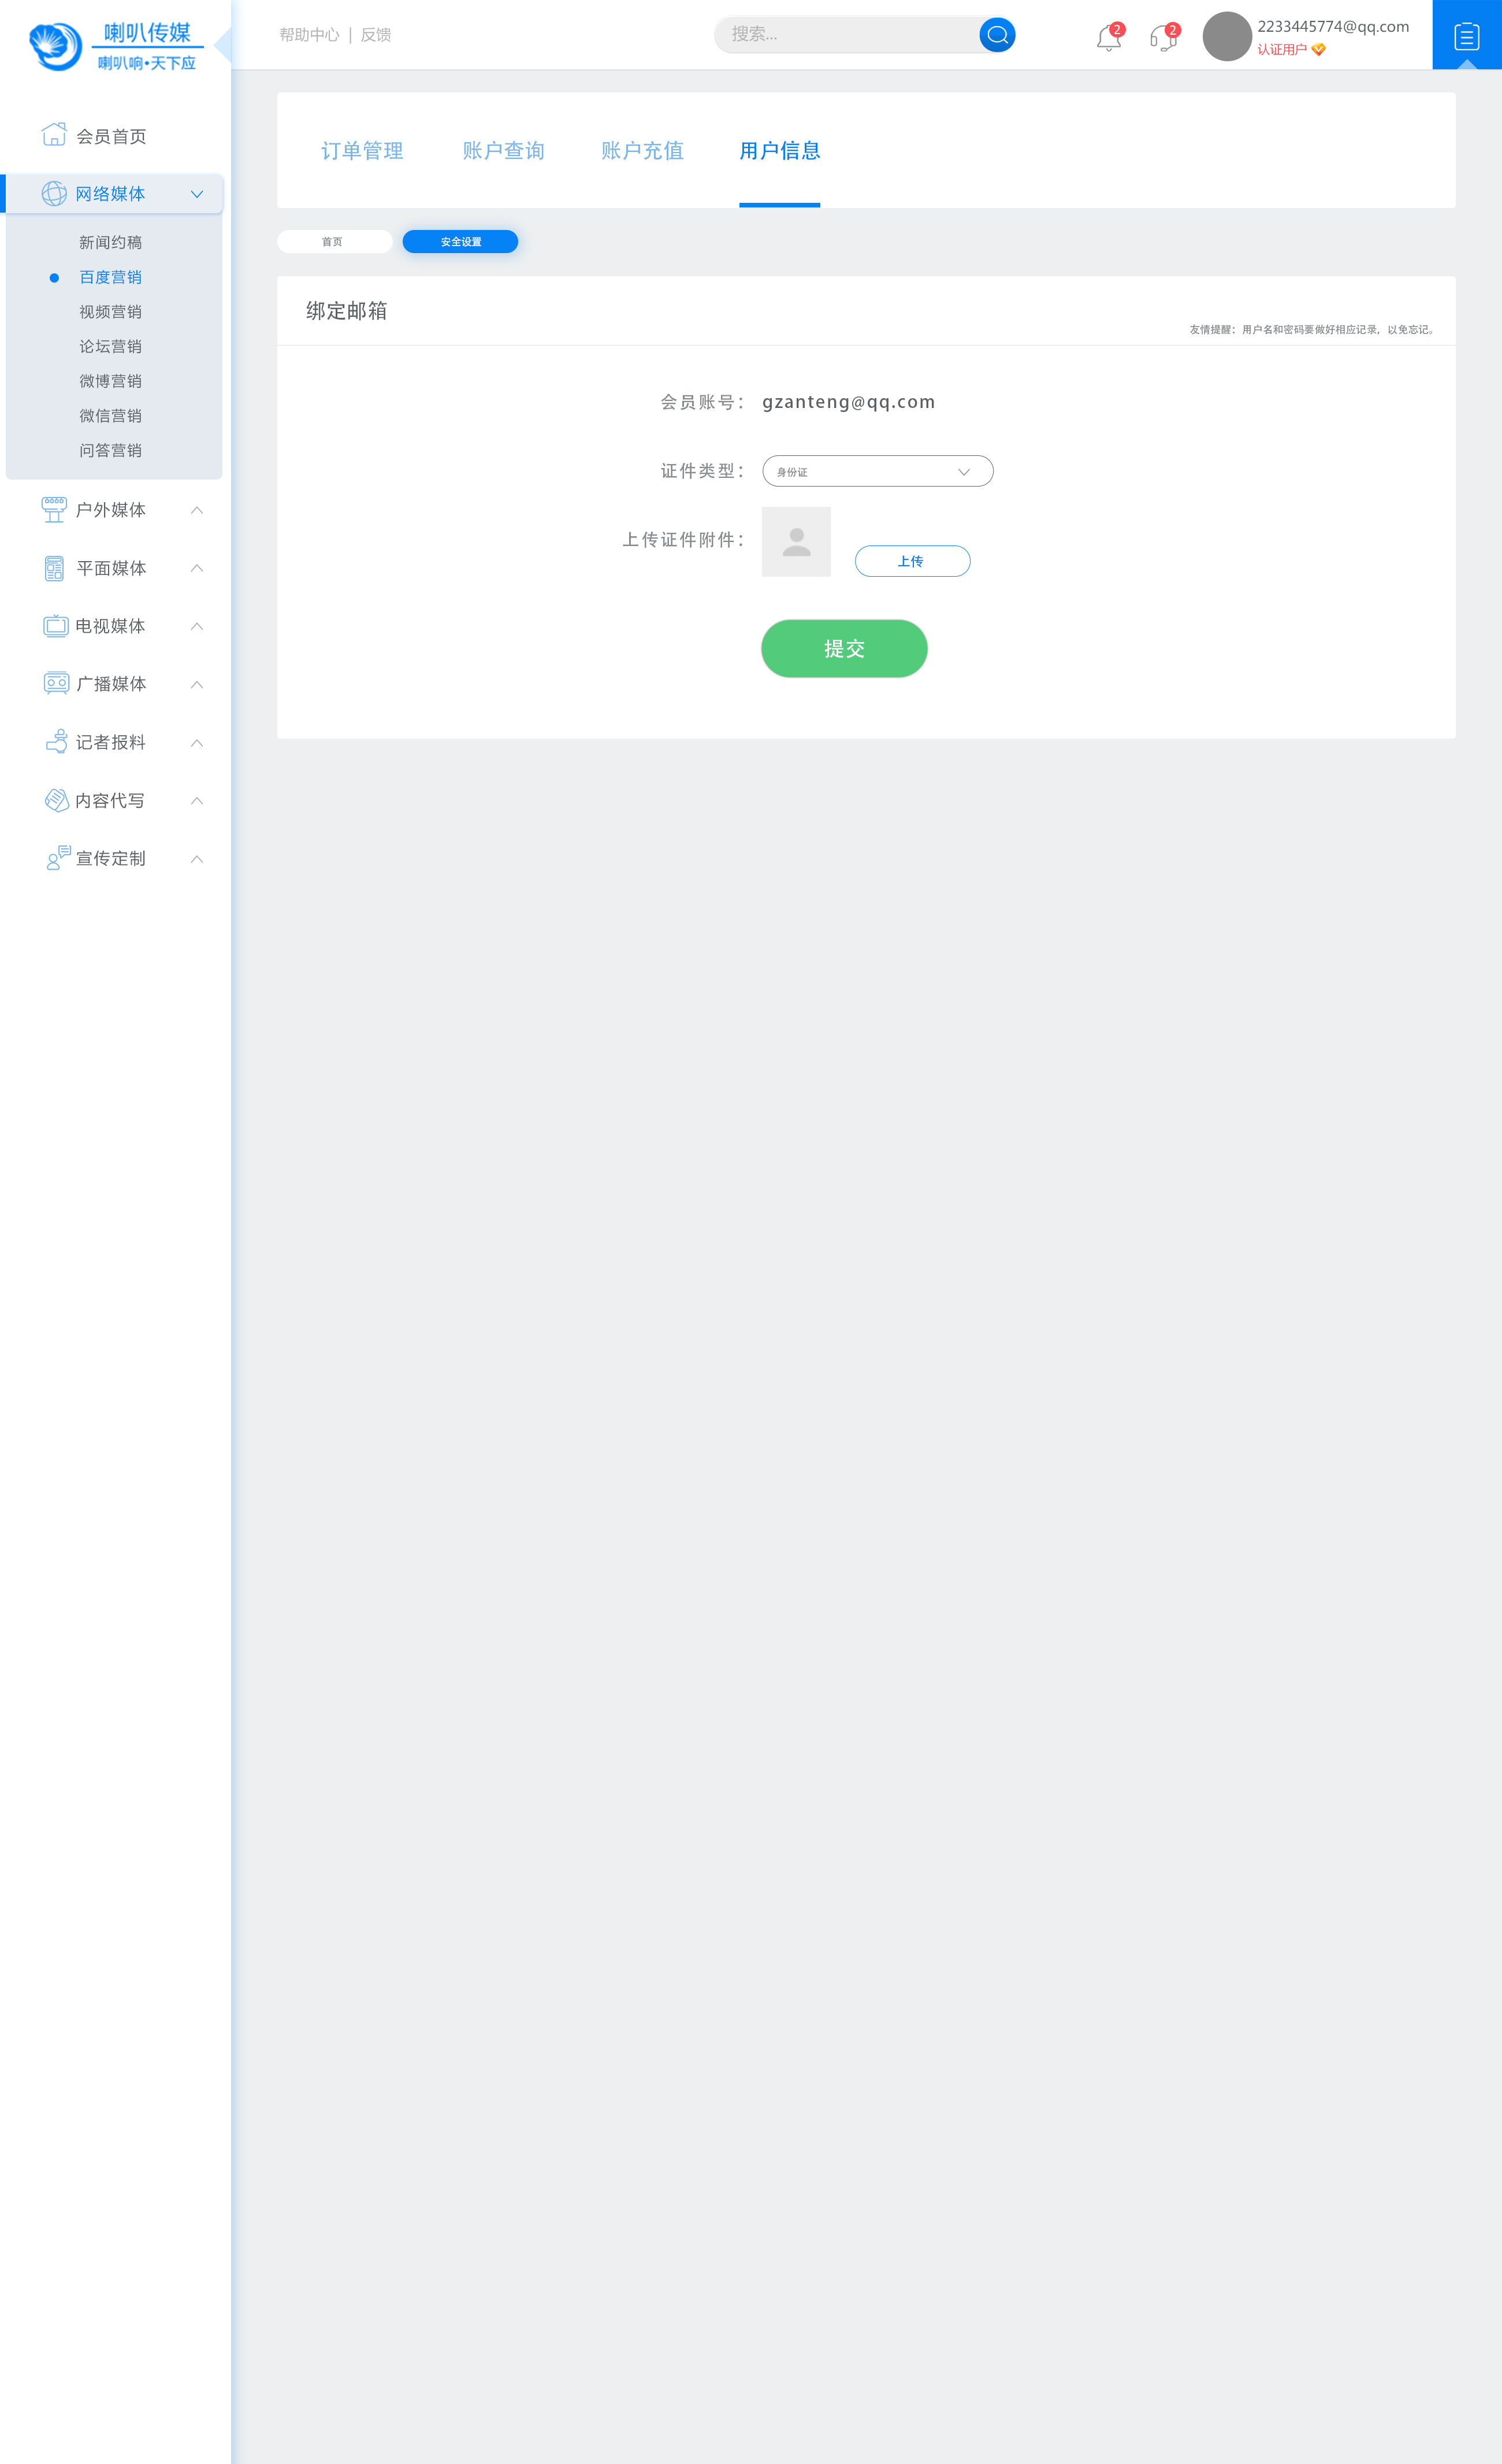 喇叭传媒
喇叭响•天下应
帮助中心 | 反馈
搜索...
2
2
2233445774@qq.com
认证用户
会员首页
网络媒体
新闻约稿
百度营销
视频营销
论坛营销
微博营销
微信营销
问答营销
户外媒体
平面媒体
电视媒体
广播媒体
记者报料
内容代写
宣传定制
订单管理 账户查询 账户充值 用户信息
首页 安全设置
绑定邮箱
友情提醒：用户名和密码要做好相应记录，以免忘记。
会员账号： gzanteng@qq.com
证件类型： 身份证
上传证件附件： 上传
提交